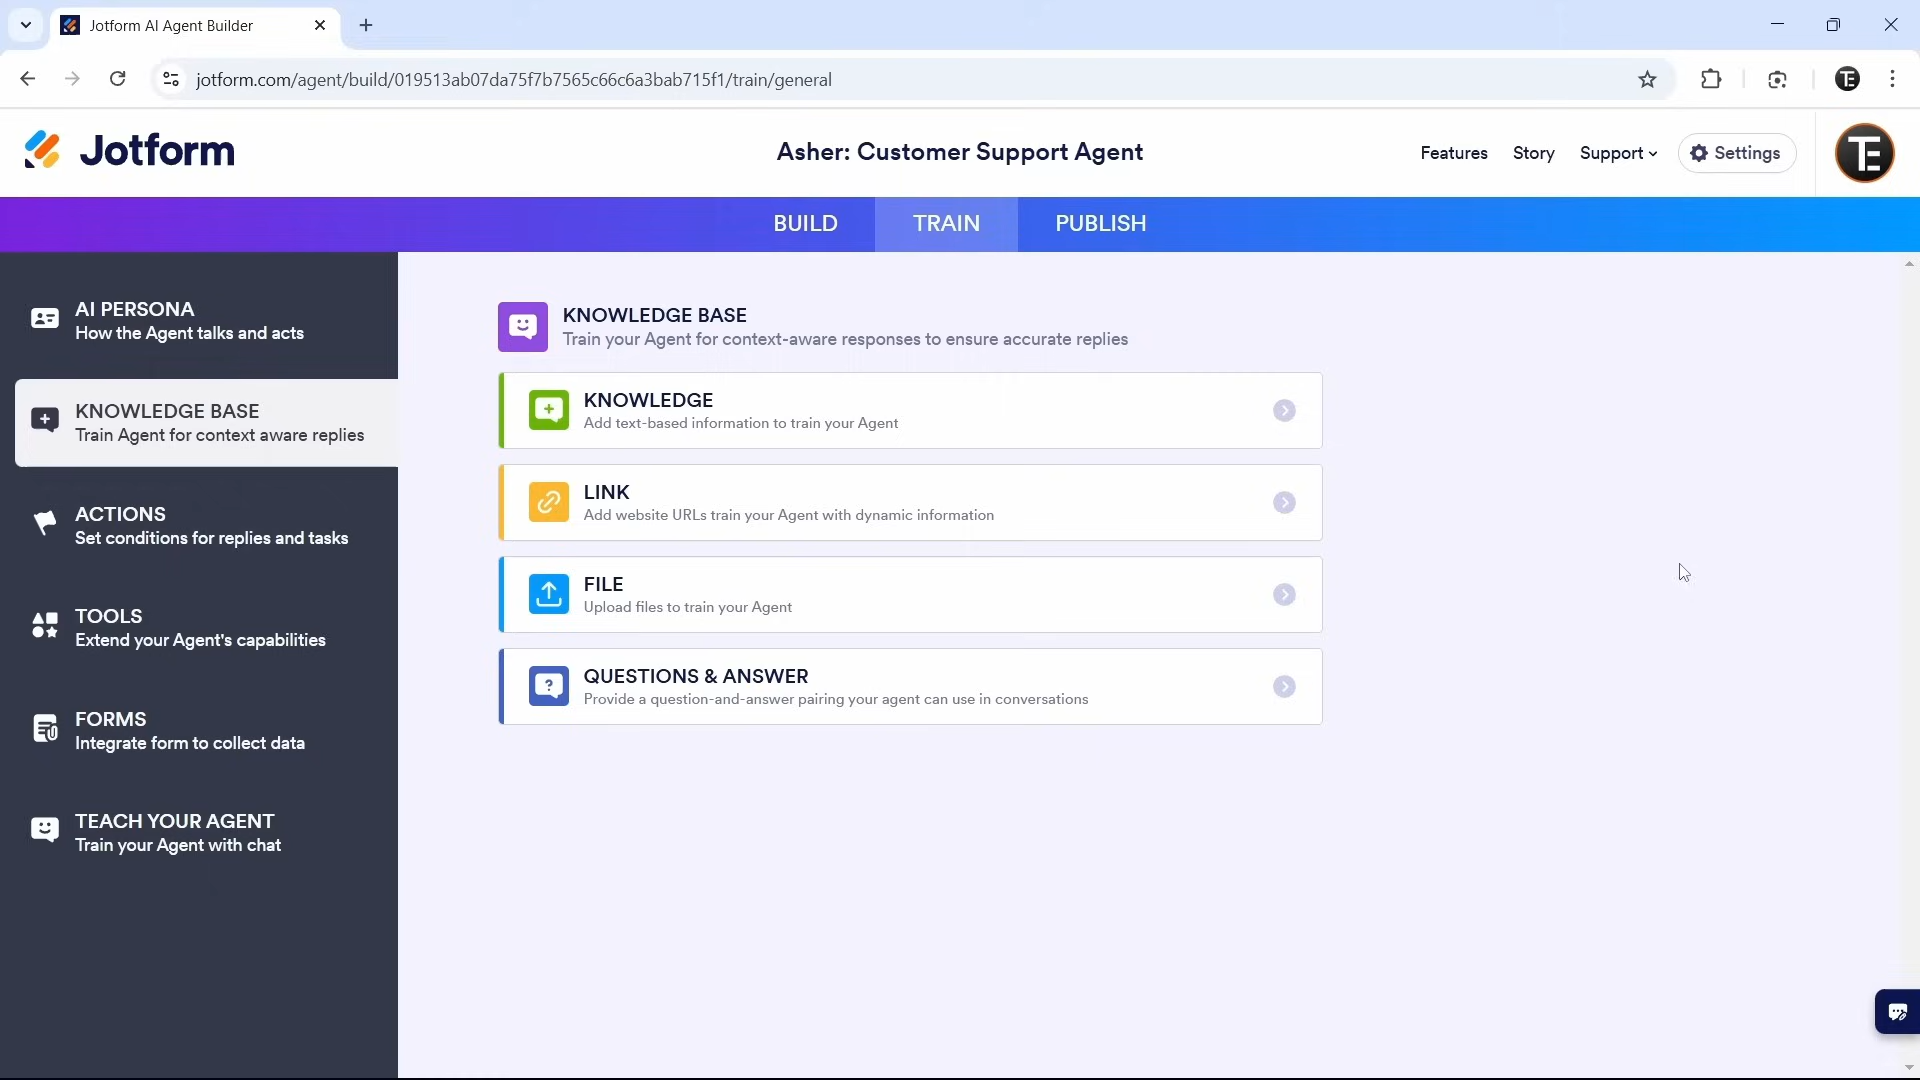 Jotform AI Agent Builder
jotform.com/agent/build/019513ab07da75f7b7565c66c6a3bab715f1/train/general
Jotform
Asher: Customer Support Agent
Features
Story
Support
Settings
TE
BUILD
TRAIN
PUBLISH
AI PERSONA
How the Agent talks and acts
KNOWLEDGE BASE
Train Agent for context aware replies
ACTIONS
Set conditions for replies and tasks
TOOLS
Extend your Agent's capabilities
FORMS
Integrate form to collect data
TEACH YOUR AGENT
Train your Agent with chat
KNOWLEDGE BASE
Train your Agent for context-aware responses to ensure accurate replies
KNOWLEDGE
Add text-based information to train your Agent
LINK
Add website URLs train your Agent with dynamic information
FILE
Upload files to train your Agent
QUESTIONS & ANSWER
Provide a question-and-answer pairing your agent can use in conversations